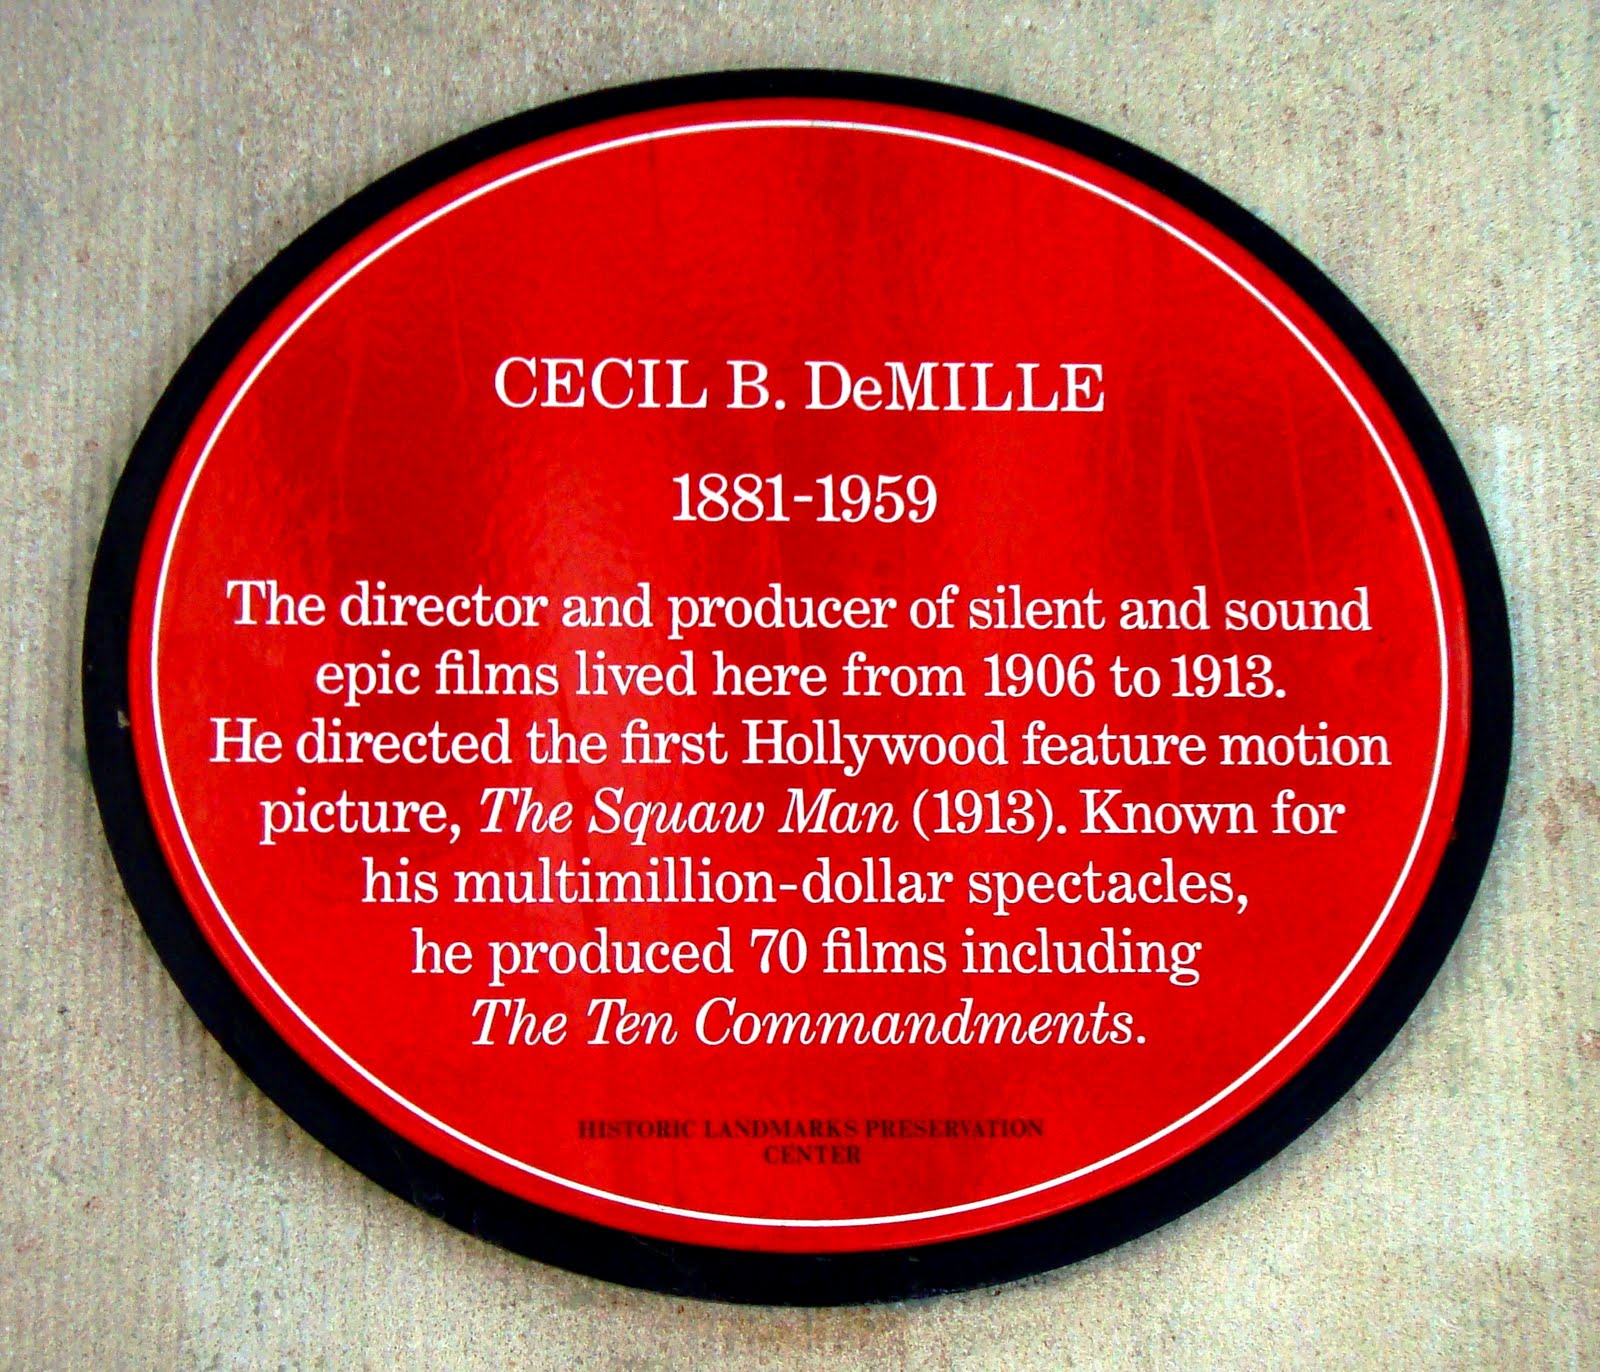 CECIL B. DeMILLE
1881-1959
The director and producer of silent and sound
epic films lived here from 1906 to 1913.
He directed the first Hollywood feature motion
picture, The Squaw Man (1913). Known for
his multimillion-dollar spectacles,
he produced 70 films including
The Ten Commandments.
HISTORIC LANDMARKS PRESERVATION
CENTER